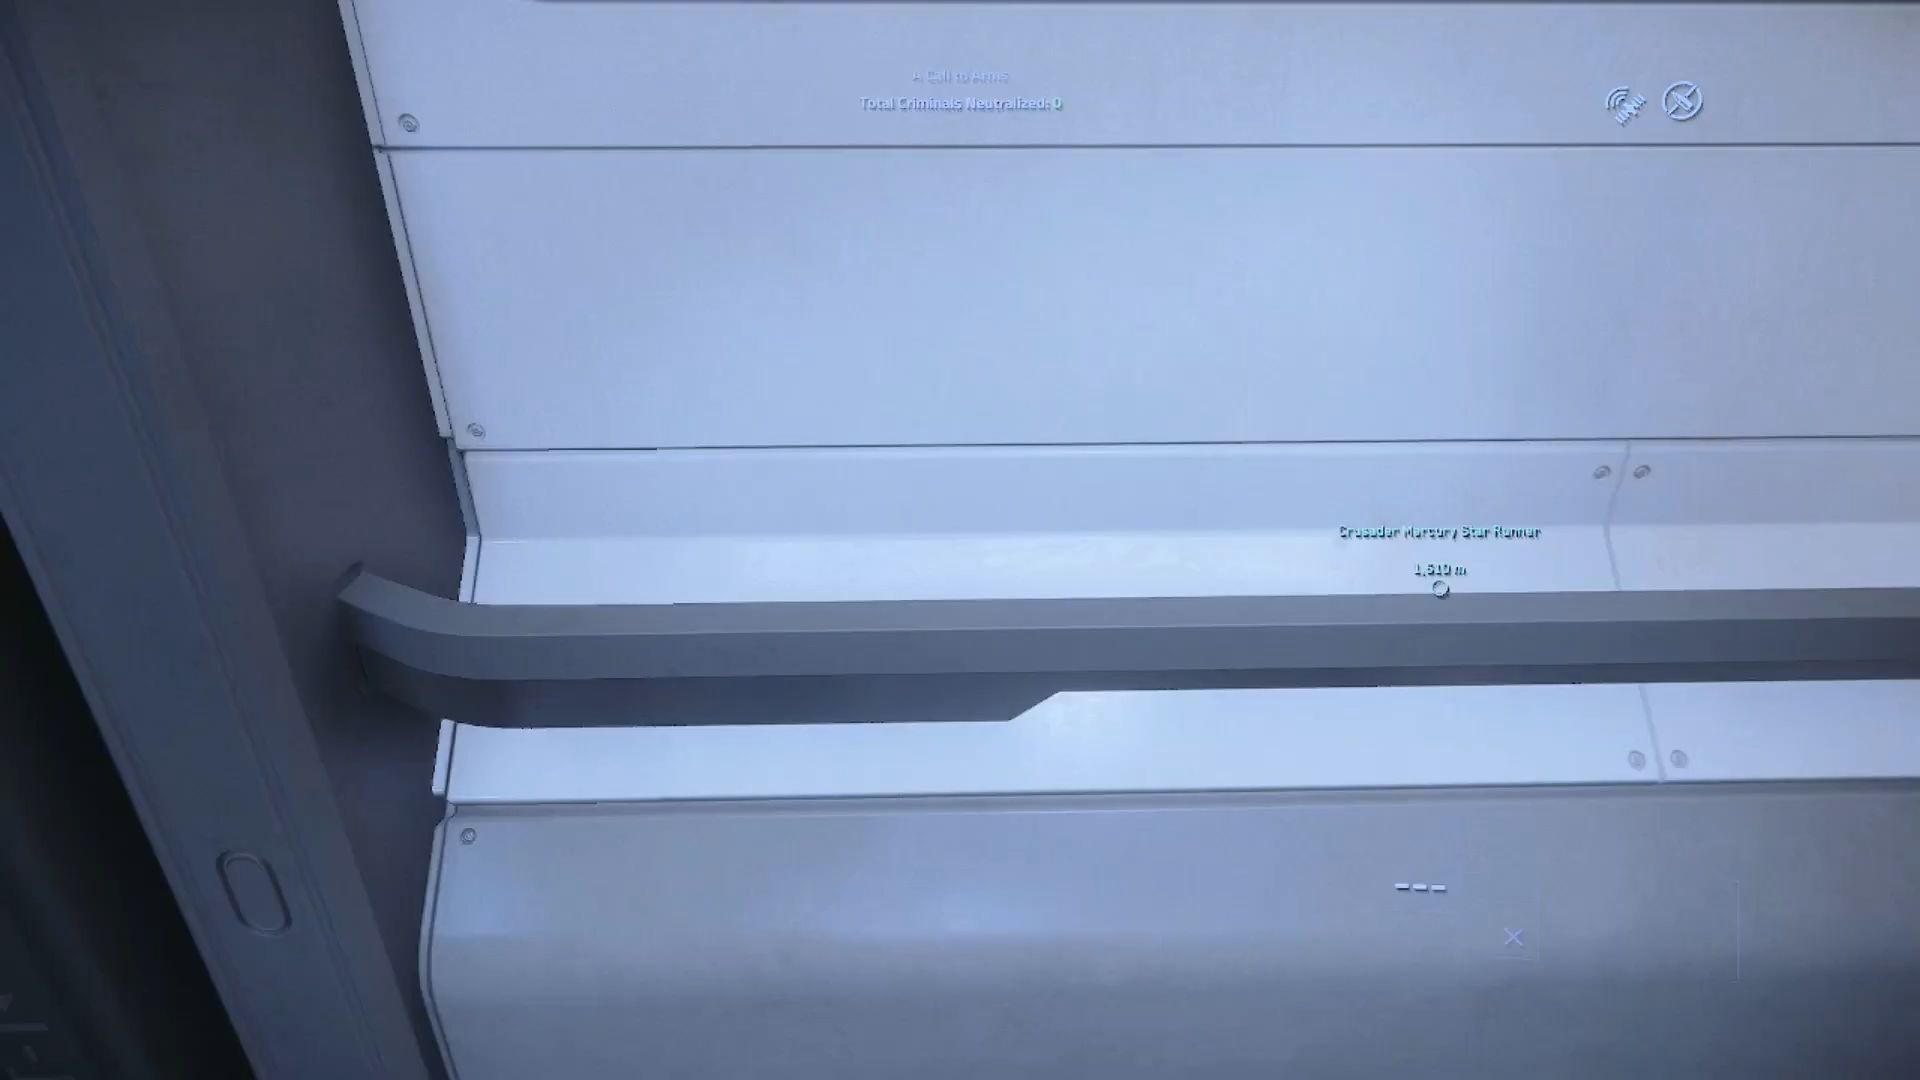 A Call to Arms
Total Criminals Neutralized: 0
Crusader Mercury Star Runner
1,510 m